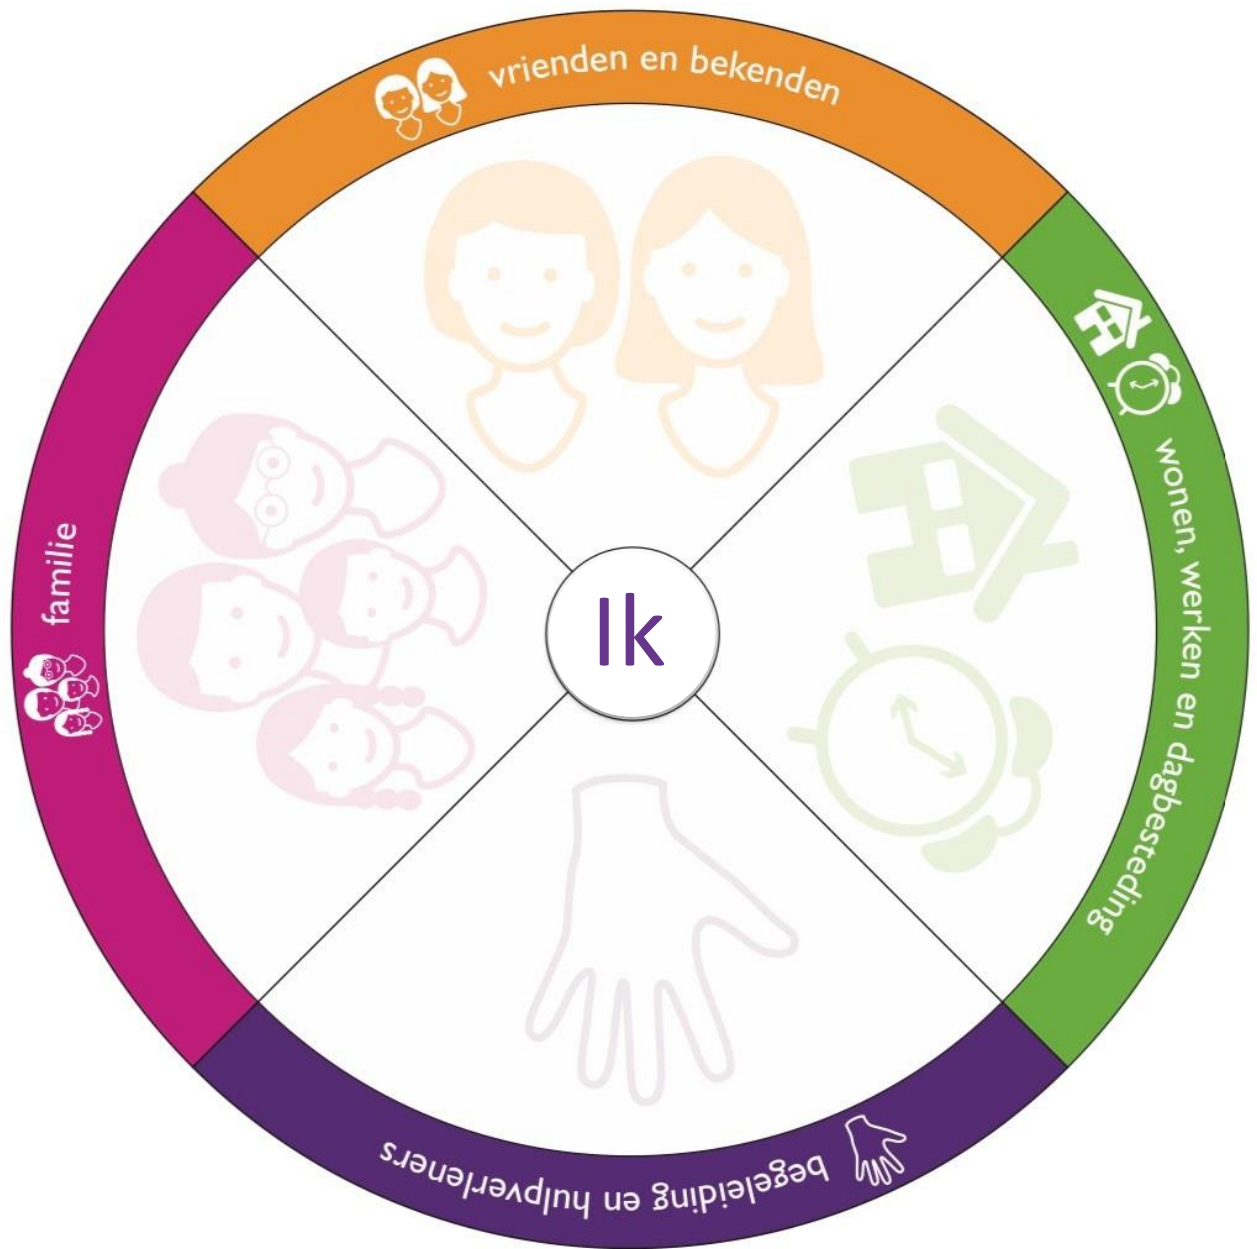 vrienden en bekenden
wonen, werken en dagbesteding
begeleiding en hulpverleners
familie
Ik